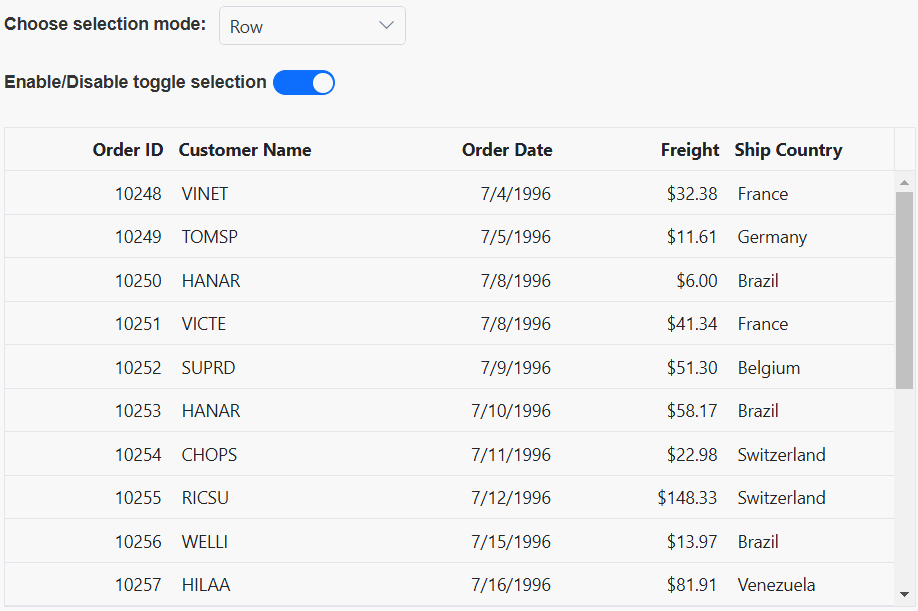 Choose selection mode: Row
Enable/Disable toggle selection
Order ID Customer Name Order Date Freight Ship Country
10248 VINET 7/4/1996 $32.38 France
10249 TOMSP 7/5/1996 $11.61 Germany
10250 HANAR 7/8/1996 $6.00 Brazil
10251 VICTE 7/8/1996 $41.34 France
10252 SUPRD 7/9/1996 $51.30 Belgium
10253 HANAR 7/10/1996 $58.17 Brazil
10254 CHOPS 7/11/1996 $22.98 Switzerland
10255 RICSU 7/12/1996 $148.33 Switzerland
10256 WELLI 7/15/1996 $13.97 Brazil
10257 HILAA 7/16/1996 $81.91 Venezuela